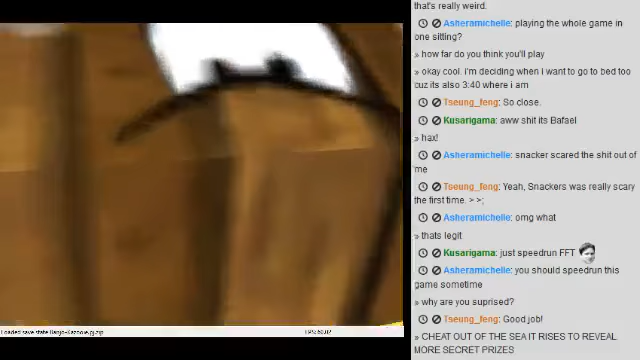 that's really weird.
Asheramichelle: playing the whole game in
one sitting?
» how far do you think you'll play
» okay cool. i'm deciding when i want to go to bed too
cuz its also 3:40 where i am
Tseung_feng: So close.
Kusarigama: aww shit its Bafael
» hax!
Asheramichelle: snacker scared the shit out of
me
Tseung_feng: Yeah, Snackers was really scary
the first time. > >;
Asheramichelle: omg what
» thats legit
Kusarigama: just speedrun FFT
Asheramichelle: you should speedrun this
game sometime
» why are you suprised?
Tseung_feng: Good job!
» CHEAT OUT OF THE SEA IT RISES TO REVEAL
MORE SECRET PRIZES
Loaded save state